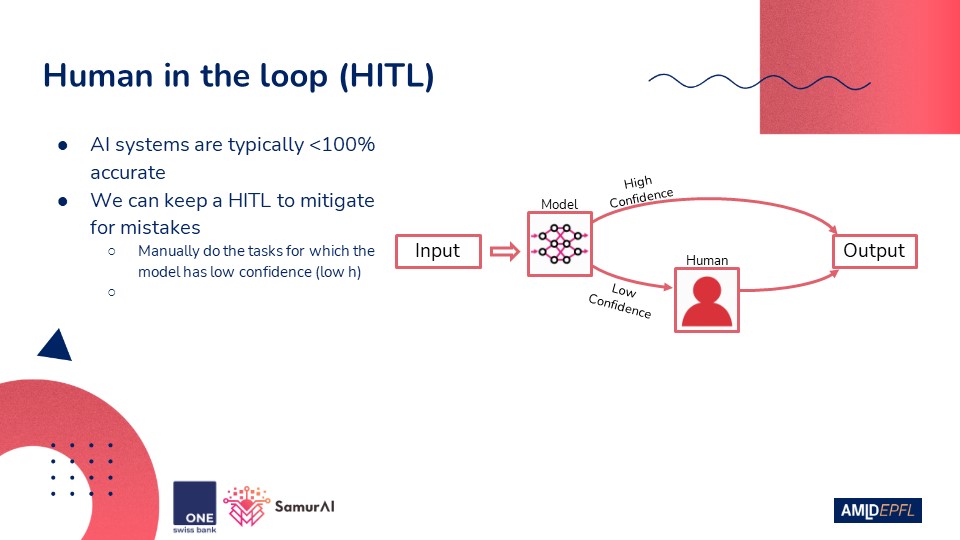 Human in the loop (HITL)
● AI systems are typically <100%
accurate
● We can keep a HITL to mitigate
for mistakes
○ Manually do the tasks for which the
model has low confidence (low h)
○
Input
Model
High
Confidence
Low
Confidence
Human
Output
ONE
swiss bank
SamurAI
AMLDEPFL